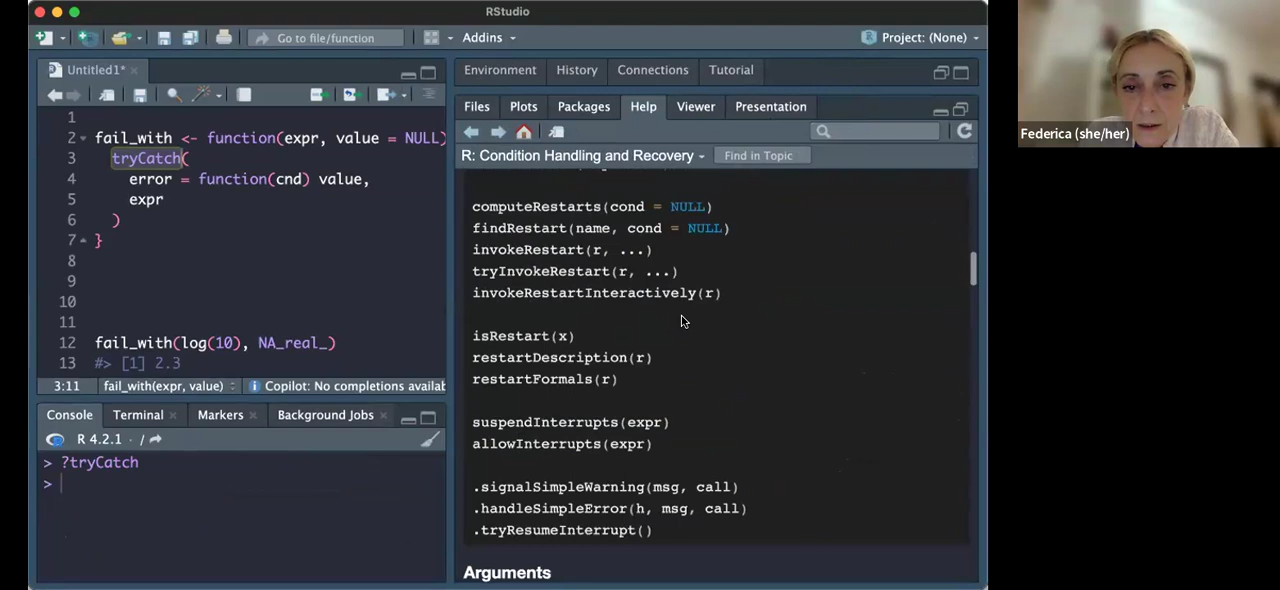 RStudio
Go to file/function
Addins
Project: (None)
Untitled1*
1
2 fail_with <- function(expr, value = NULL)
3 tryCatch(
4 error = function(cnd) value,
5 expr
6 )
7 }
8
9
10
11
12 fail_with(log(10), NA_real_)
13 #> [1] 2.3
3:11 fail_with(expr, value) Copilot: No completions availab
Console Terminal Markers Background Jobs
R 4.2.1 · /
> ?tryCatch
>
Environment History Connections Tutorial
Files Plots Packages Help Viewer Presentation
R: Condition Handling and Recovery Find in Topic
computeRestarts(cond = NULL)
findRestart(name, cond = NULL)
invokeRestart(r, ...)
tryInvokeRestart(r, ...)
invokeRestartInteractively(r)
isRestart(x)
restartDescription(r)
restartFormals(r)
suspendInterrupts(expr)
allowInterrupts(expr)
.signalSimpleWarning(msg, call)
.handleSimpleError(h, msg, call)
.tryResumeInterrupt()
Arguments
Federica (she/her)